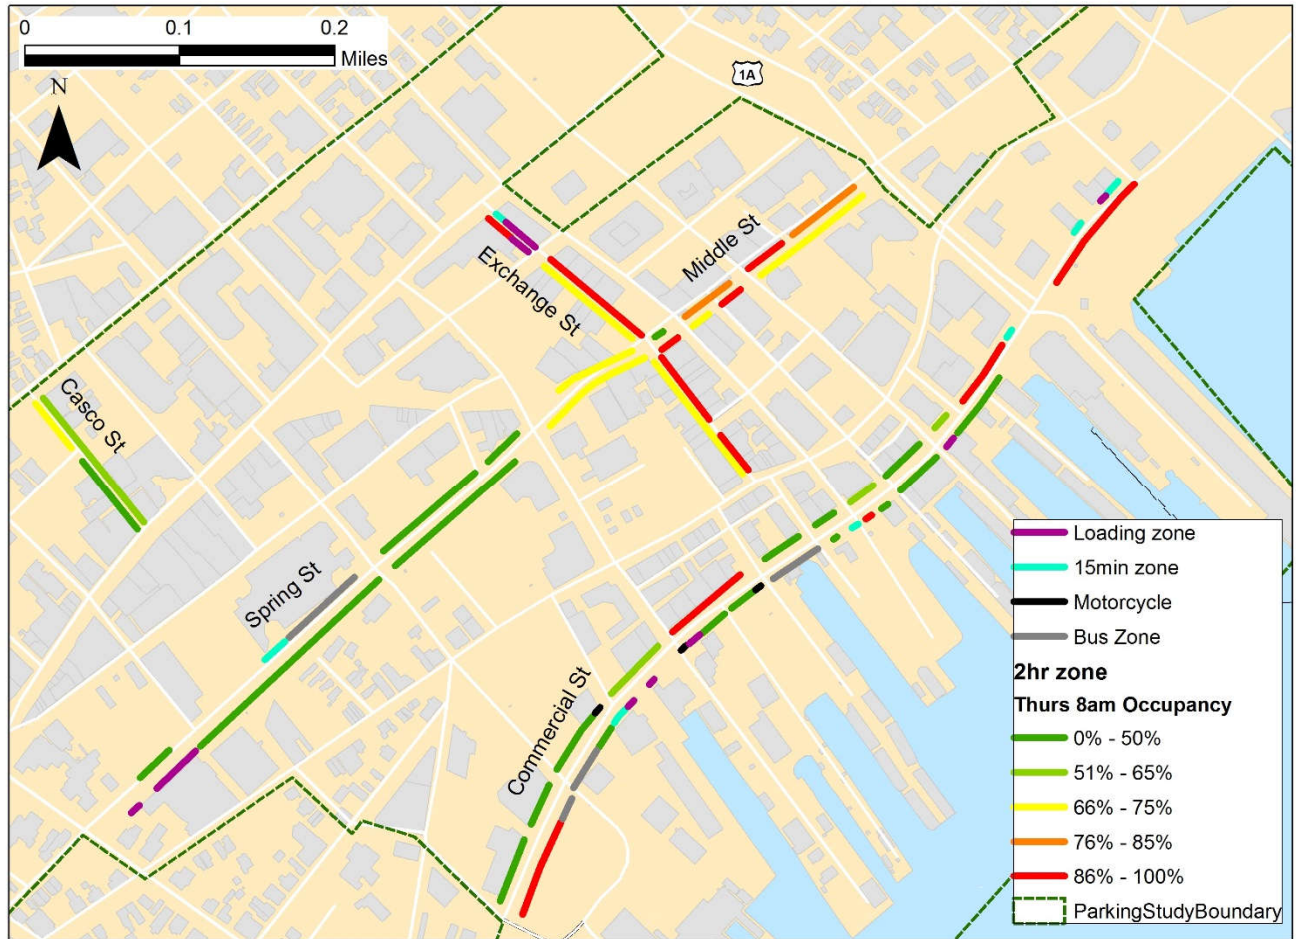 0 0.1 0.2
Miles
N
1A
Middle St
Exchange St
Casco St
Spring St
Commercial St
Loading zone
15min zone
Motorcycle
Bus Zone
2hr zone
Thurs 8am Occupancy
0% - 50%
51% - 65%
66% - 75%
76% - 85%
86% - 100%
ParkingStudyBoundary